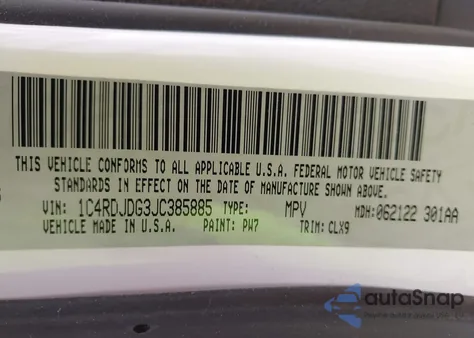 THIS VEHICLE CONFORMS TO ALL APPLICABLE U.S.A. FEDERAL MOTOR VEHICLE SAFETY
STANDARDS IN EFFECT ON THE DATE OF MANUFACTURE SHOWN ABOVE.
VIN: 1C4RDJDG3JC385885 TYPE: MPV MDH:062122 301AA
VEHICLE MADE IN U.S.A. PAINT: PW7 TRIM: CLX9
autaSnap